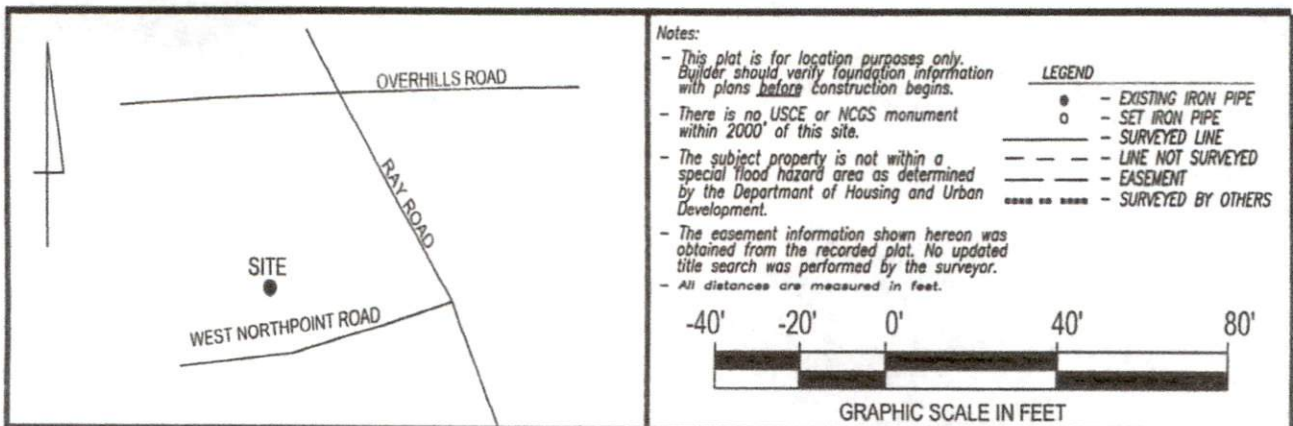 OVERHILLS ROAD
RAY ROAD
SITE
WEST NORTHPOINT ROAD
Notes:
- This plat is for location purposes only.
Builder should verify foundation information
with plans before construction begins.
- There is no USCE or NCGS monument
within 2000' of this site.
- The subject property is not within a
special flood hazard area as determined
by the Department of Housing and Urban
Development.
- The easement information shown hereon was
obtained from the recorded plat. No updated
title search was performed by the surveyor.
- All distances are measured in feet.
LEGEND
- EXISTING IRON PIPE
- SET IRON PIPE
- SURVEYED LINE
- LINE NOT SURVEYED
- EASEMENT
- SURVEYED BY OTHERS
-40' -20' 0' 40' 80'
GRAPHIC SCALE IN FEET